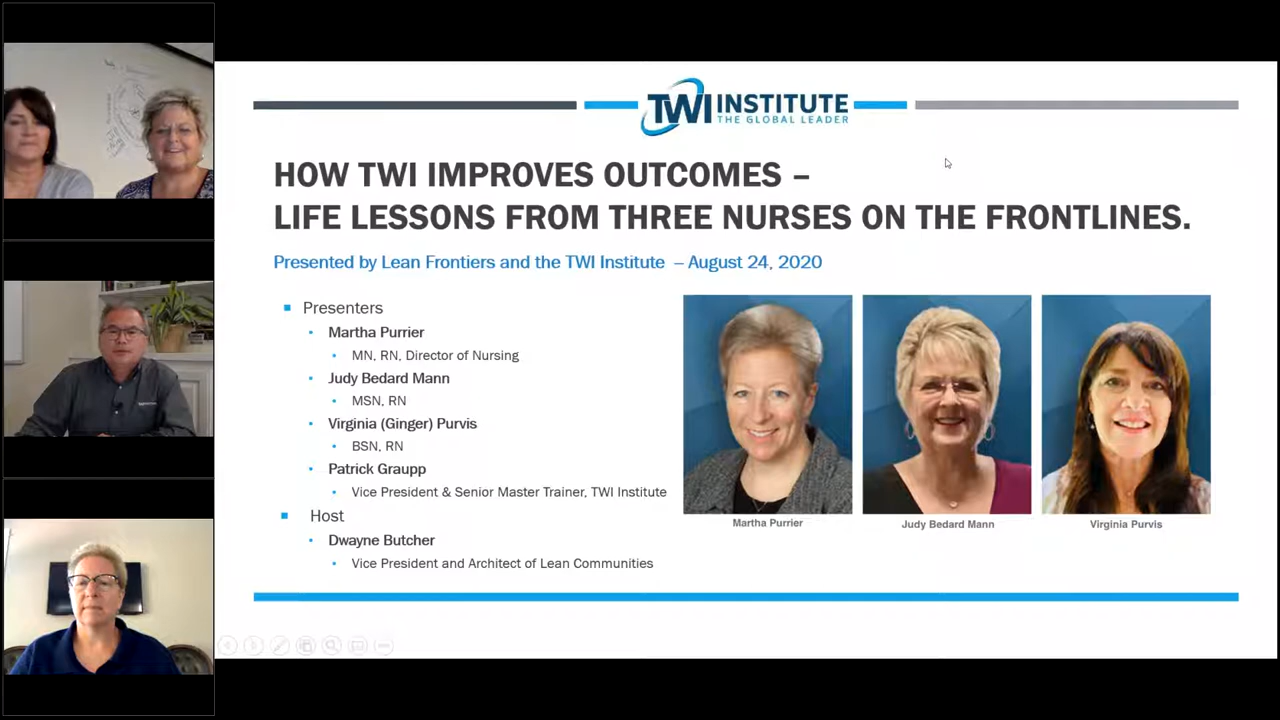 TWI INSTITUTE
THE GLOBAL LEADER
HOW TWI IMPROVES OUTCOMES –
LIFE LESSONS FROM THREE NURSES ON THE FRONTLINES.
Presented by Lean Frontiers and the TWI Institute – August 24, 2020
Presenters
Martha Purrier
MN, RN, Director of Nursing
Judy Bedard Mann
MSN, RN
Virginia (Ginger) Purvis
BSN, RN
Patrick Graupp
Vice President & Senior Master Trainer, TWI Institute
Host
Dwayne Butcher
Vice President and Architect of Lean Communities
Martha Purrier
Judy Bedard Mann
Virginia Purvis